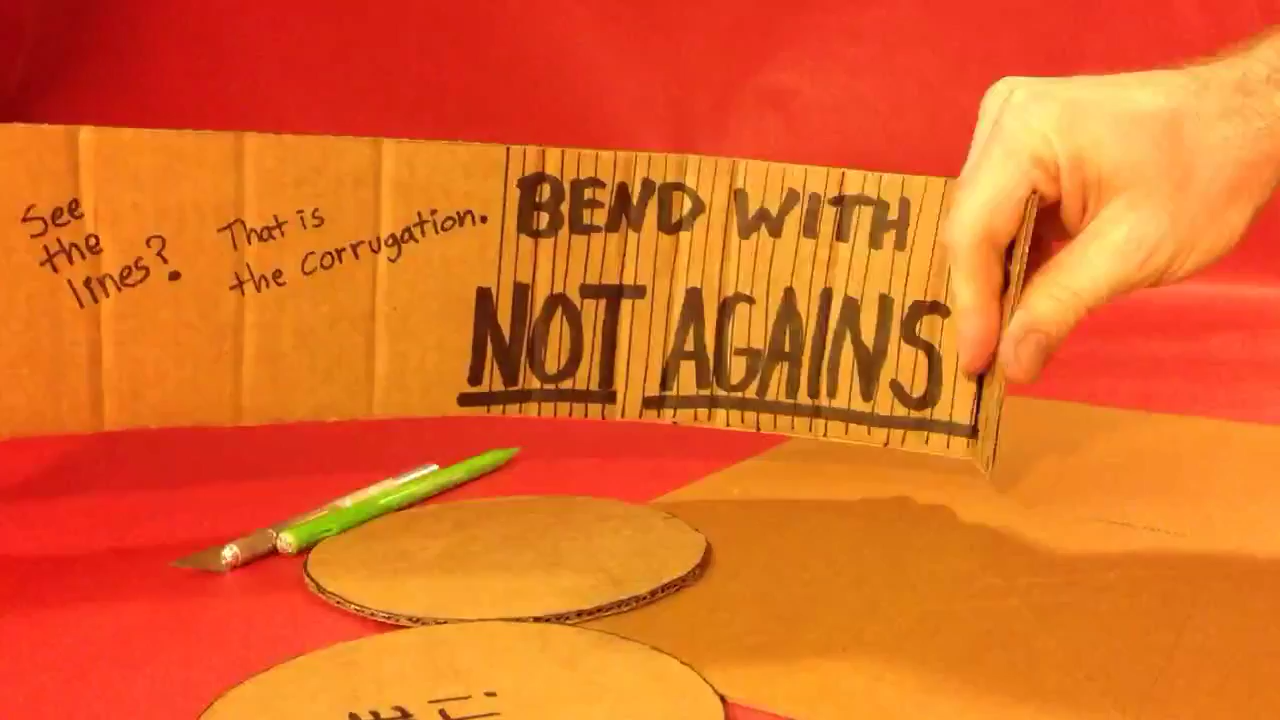 See
the
lines?
That is
the corrugation.
BEND WITH
NOT AGAINS